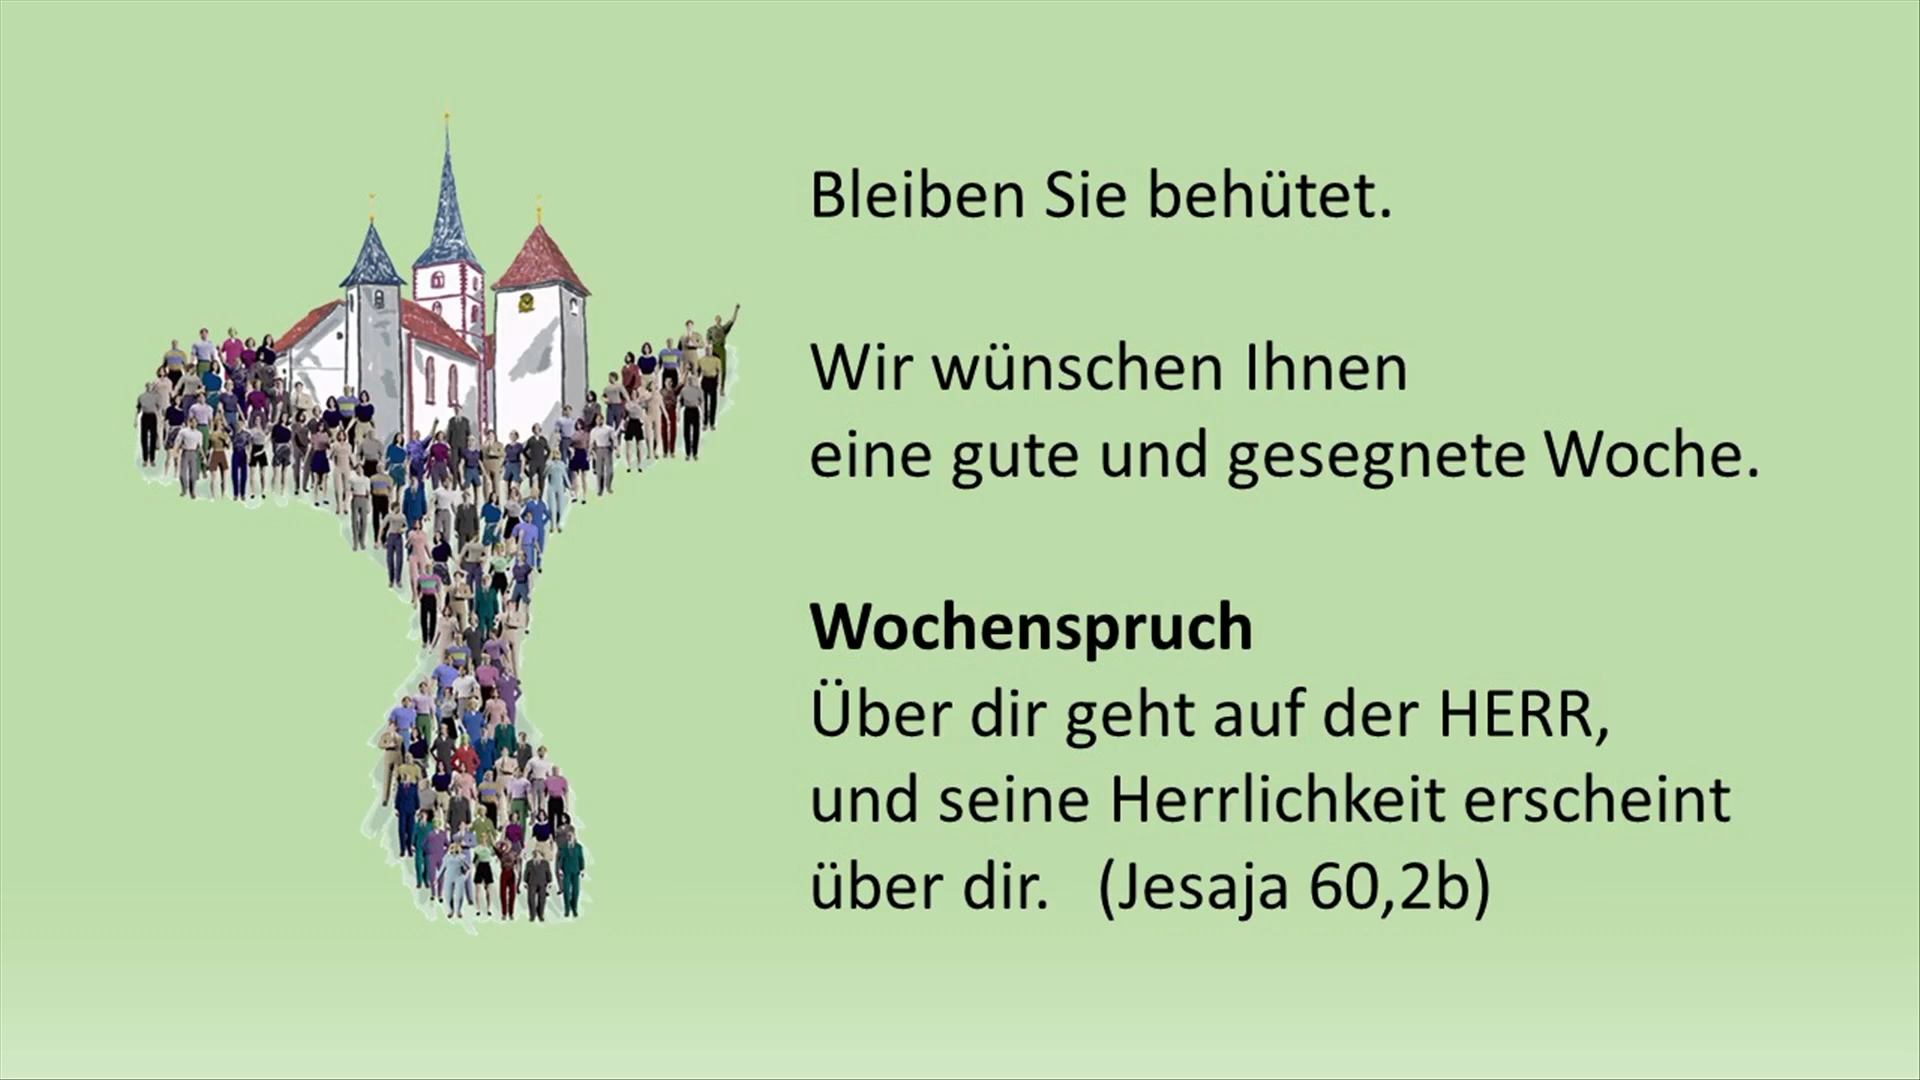 Bleiben Sie behütet.
Wir wünschen Ihnen
eine gute und gesegnete Woche.
Wochenspruch
Über dir geht auf der HERR,
und seine Herrlichkeit erscheint
über dir. (Jesaja 60,2b)